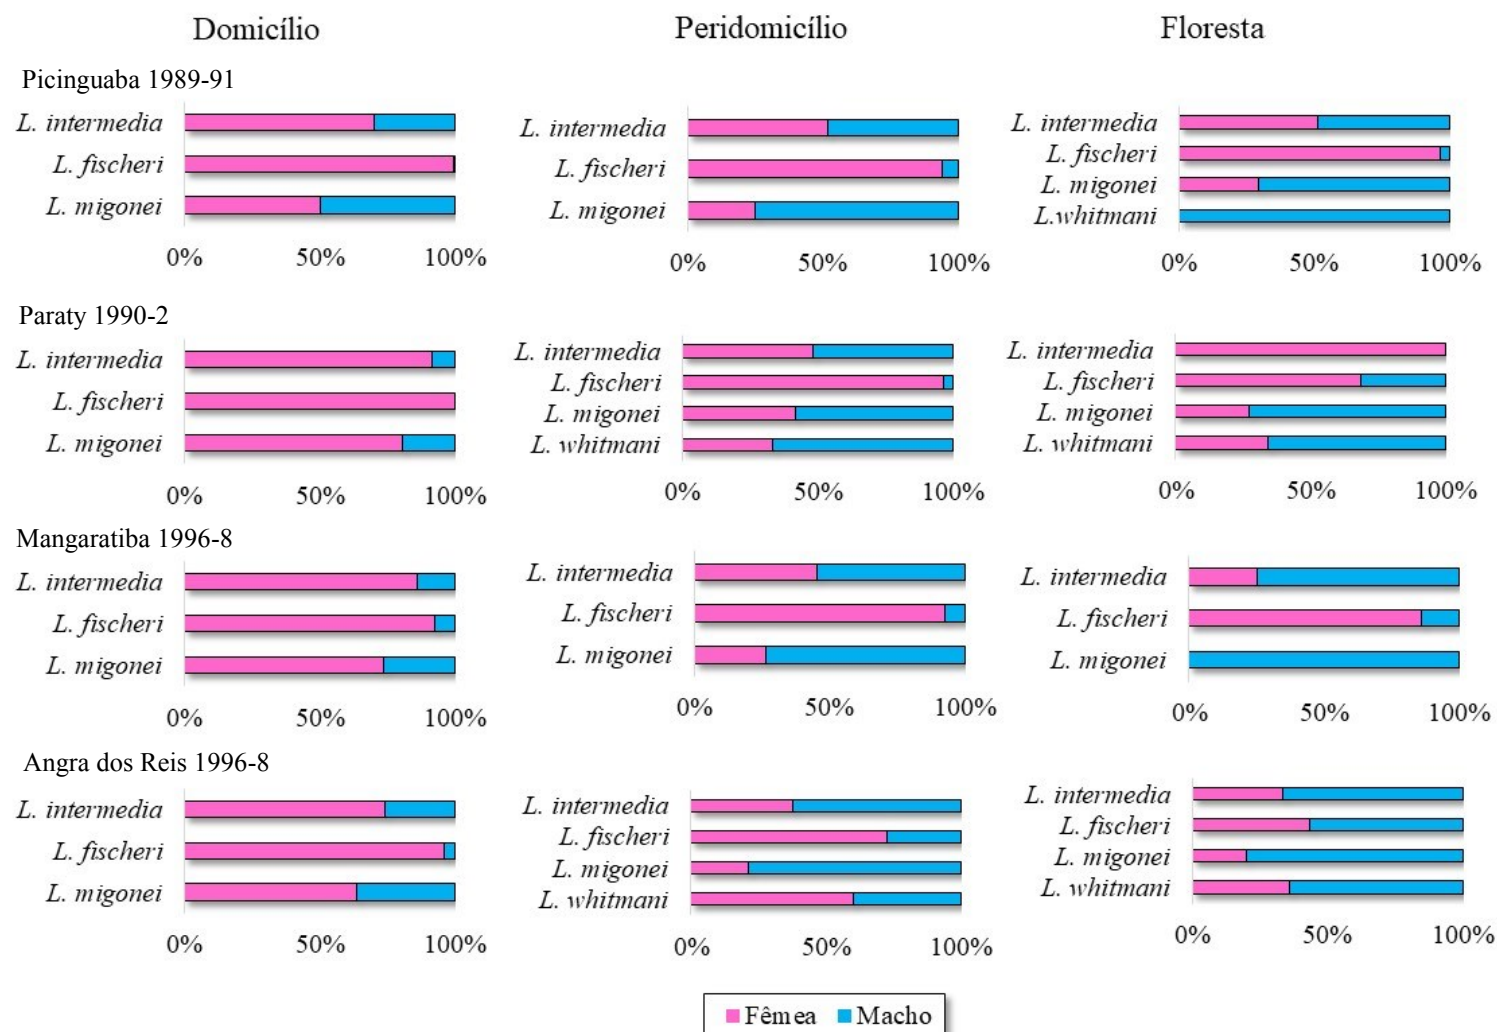 Domicílio
Peridomicílio
Floresta
Picinguaba 1989-91
L. intermedia
L. fischeri
L. migonei
0% 50% 100%
L. intermedia
L. fischeri
L. migonei
0% 50% 100%
L. intermedia
L. fischeri
L. migonei
L.whitmani
0% 50% 100%
Paraty 1990-2
L. intermedia
L. fischeri
L. migonei
0% 50% 100%
L. intermedia
L. fischeri
L. migonei
L. whitmani
0% 50% 100%
L. intermedia
L. fischeri
L. migonei
L. whitmani
0% 50% 100%
Mangaratiba 1996-8
L. intermedia
L. fischeri
L. migonei
0% 50% 100%
L. intermedia
L. fischeri
L. migonei
0% 50% 100%
L. intermedia
L. fischeri
L. migonei
0% 50% 100%
Angra dos Reis 1996-8
L. intermedia
L. fischeri
L. migonei
0% 50% 100%
L. intermedia
L. fischeri
L. migonei
L. whitmani
0% 50% 100%
L. intermedia
L. fischeri
L. migonei
L. whitmani
0% 50% 100%
Fêmea Macho